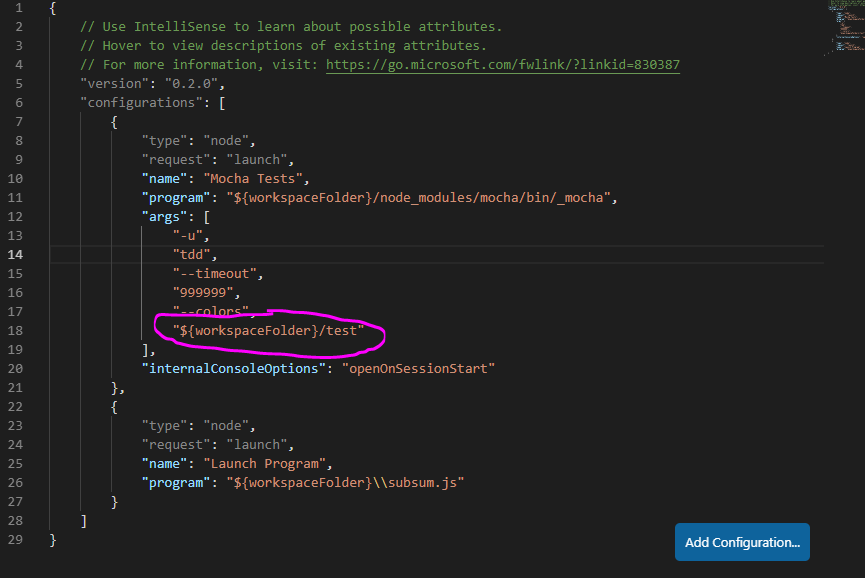 1 {
2 // Use IntelliSense to learn about possible attributes.
3 // Hover to view descriptions of existing attributes.
4 // For more information, visit: https://go.microsoft.com/fwlink/?linkid=830387
5 "version": "0.2.0",
6 "configurations": [
7 {
8 "type": "node",
9 "request": "launch",
10 "name": "Mocha Tests",
11 "program": "${workspaceFolder}/node_modules/mocha/bin/_mocha",
12 "args": [
13 "-u",
14 "tdd",
15 "--timeout",
16 "999999",
17 "--colors",
18 "${workspaceFolder}/test"
19 ],
20 "internalConsoleOptions": "openOnSessionStart"
21 },
22 {
23 "type": "node",
24 "request": "launch",
25 "name": "Launch Program",
26 "program": "${workspaceFolder}\\subsum.js"
27 }
28 ]
29 }
Add Configuration...